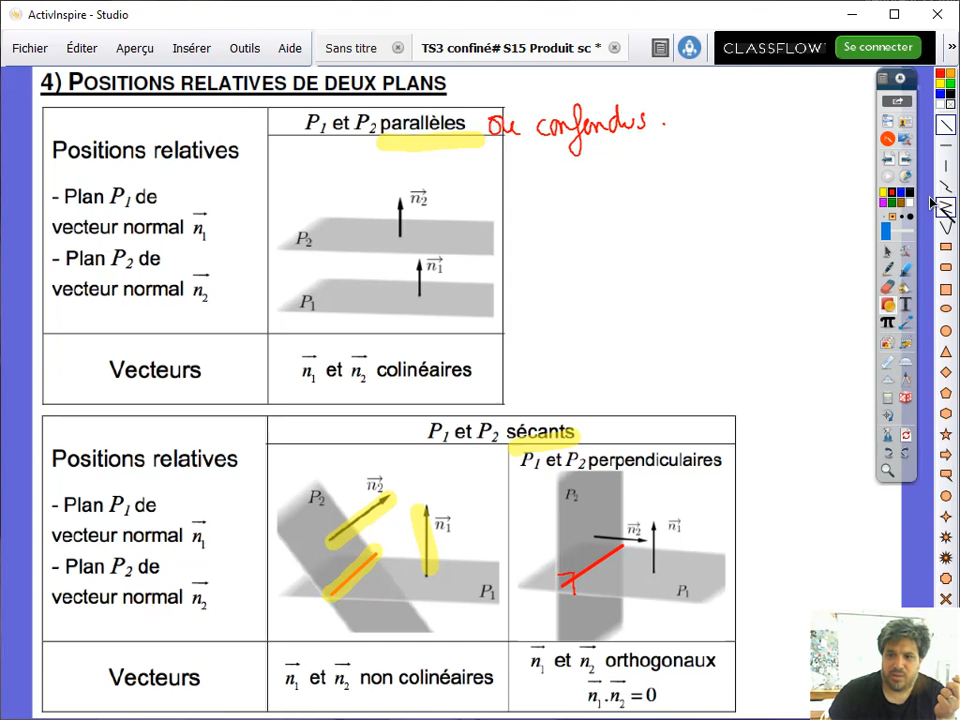 ActivInspire - Studio
Fichier Éditer Aperçu Insérer Outils Aide
Sans titre
TS3 confiné# S15 Produit sc *
CLASSFLOW
Se connecter
4) POSITIONS RELATIVES DE DEUX PLANS
P1 et P2 parallèles ou confondus.
Positions relatives
- Plan P1 de
vecteur normal n1
- Plan P2 de
vecteur normal n2
n2
P2
n1
P1
Vecteurs
n1 et n2 colinéaires
P1 et P2 sécants
Positions relatives
- Plan P1 de
vecteur normal n1
- Plan P2 de
vecteur normal n2
P2
n2
n1
P1
P1 et P2 perpendiculaires
P2
n2
n1
P1
Vecteurs
n1 et n2 non colinéaires
n1 et n2 orthogonaux
n1.n2=0